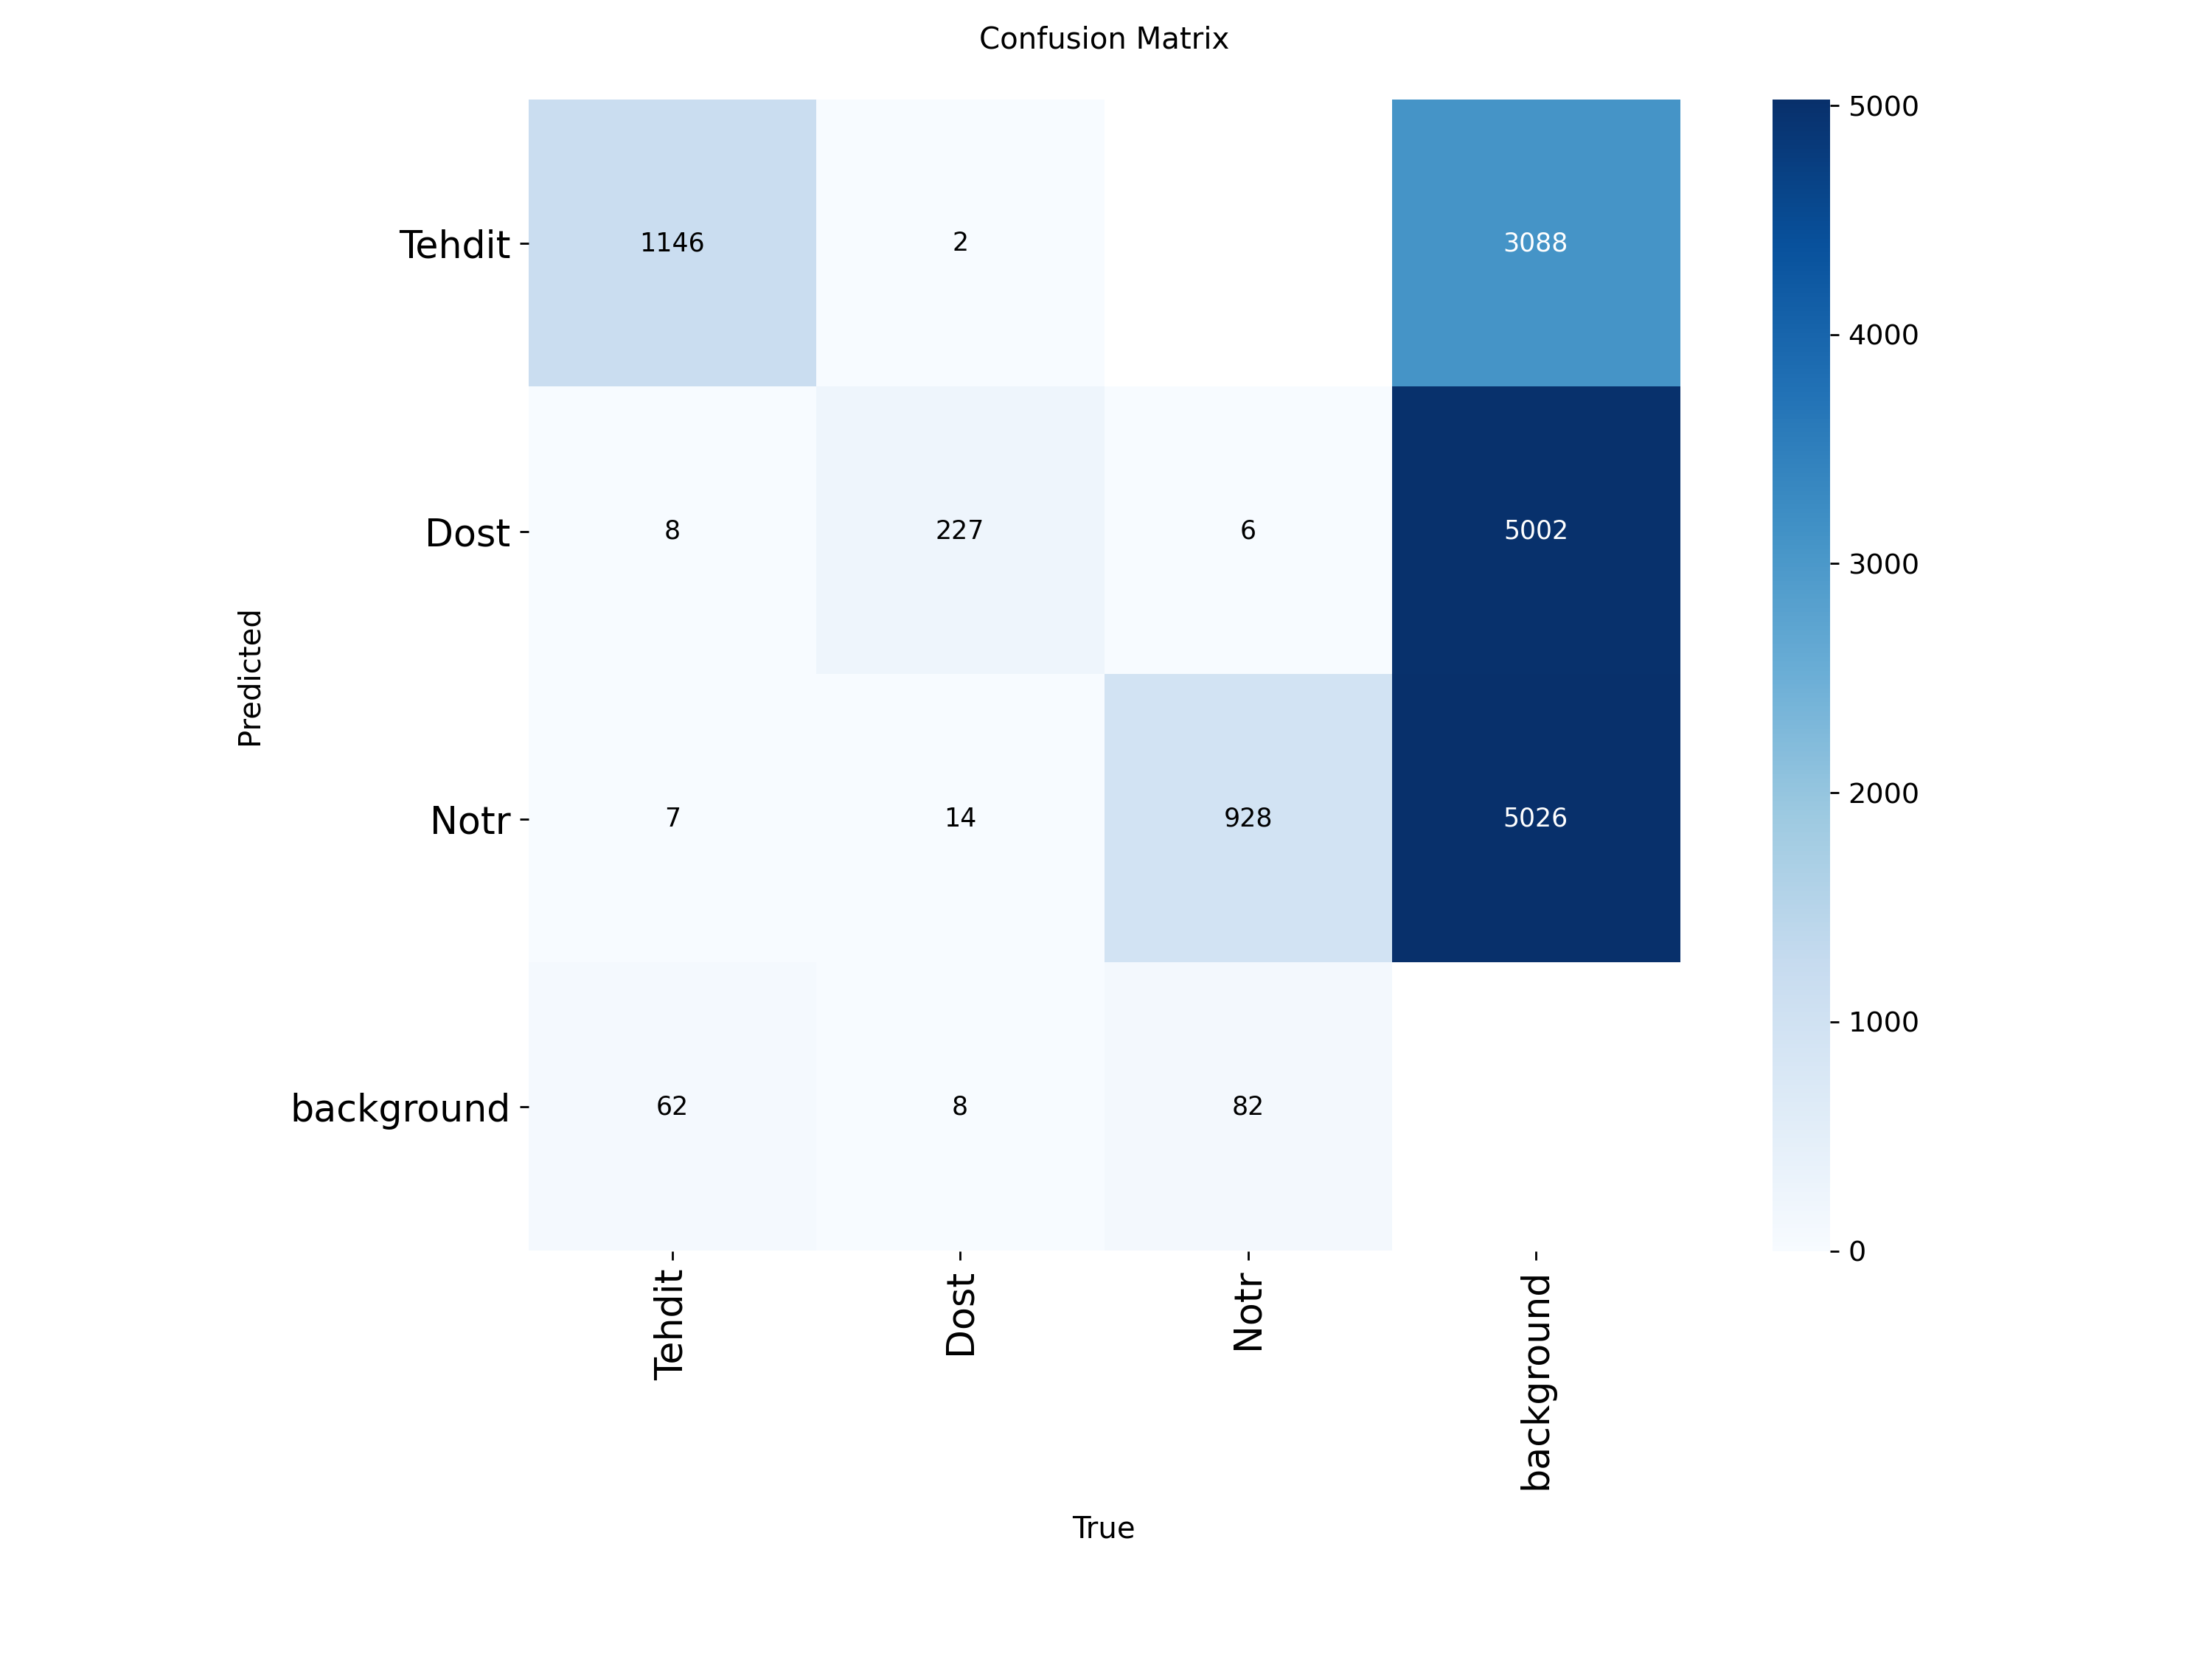 Confusion Matrix
Tehdit 1146 2 3088
Dost 8 227 6 5002
Notr 7 14 928 5026
background 62 8 82
Predicted
Tehdit Dost Notr background
True
5000
4000
3000
2000
1000
0